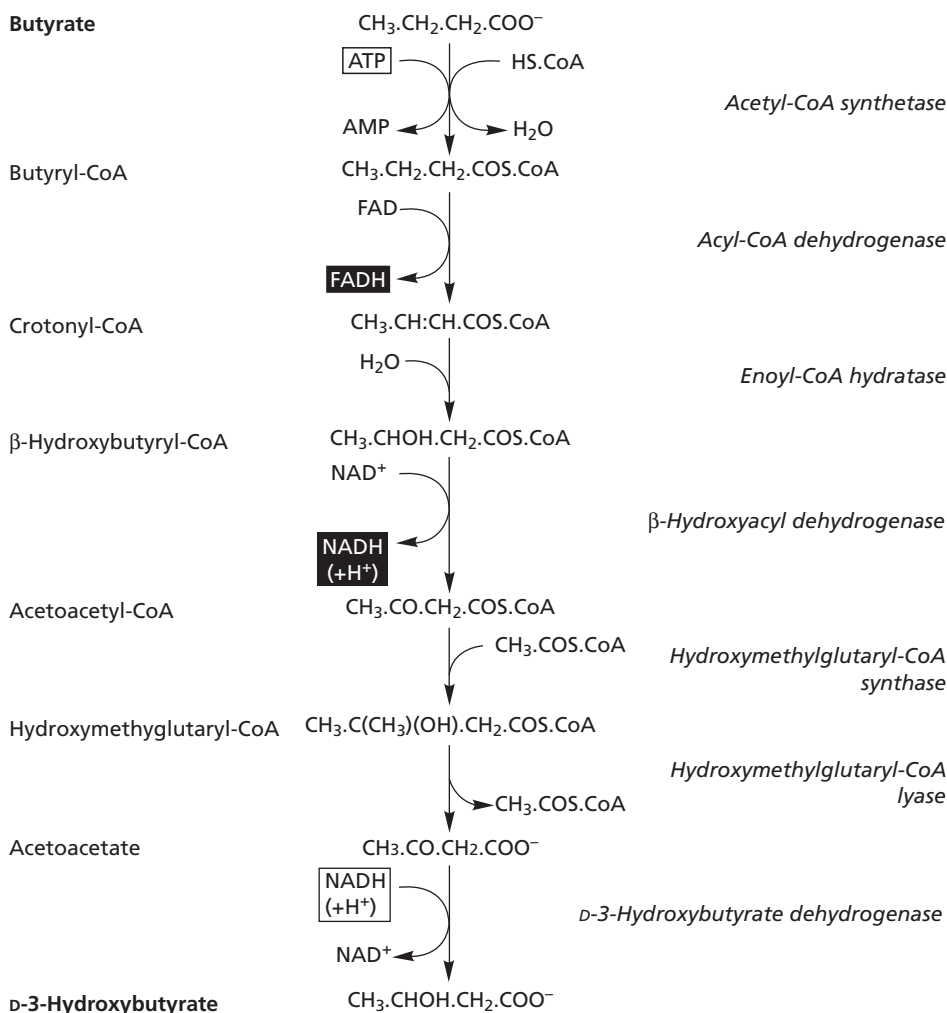 Butyrate CH₃.CH₂.CH₂.COO⁻
ATP HS.CoA
Acetyl-CoA synthetase
AMP H₂O
Butyryl-CoA CH₃.CH₂.CH₂.COS.CoA
FAD
Acyl-CoA dehydrogenase
FADH
Crotonyl-CoA CH₃.CH:CH.COS.CoA
H₂O
Enoyl-CoA hydratase
β-Hydroxybutyryl-CoA CH₃.CHOH.CH₂.COS.CoA
NAD⁺
β-Hydroxyacyl dehydrogenase
NADH
(+H⁺)
Acetoacetyl-CoA CH₃.CO.CH₂.COS.CoA
CH₃.COS.CoA
Hydroxymethylglutaryl-CoA
synthase
Hydroxymethyglutaryl-CoA CH₃.C(CH₃)(OH).CH₂.COS.CoA
Hydroxymethylglutaryl-CoA
lyase
CH₃.COS.CoA
Acetoacetate CH3.CO.CH2.COO⁻
NADH
(+H⁺)
D-3-Hydroxybutyrate dehydrogenase
NAD⁺
D-3-Hydroxybutyrate CH₃.CHOH.CH₂.COO⁻